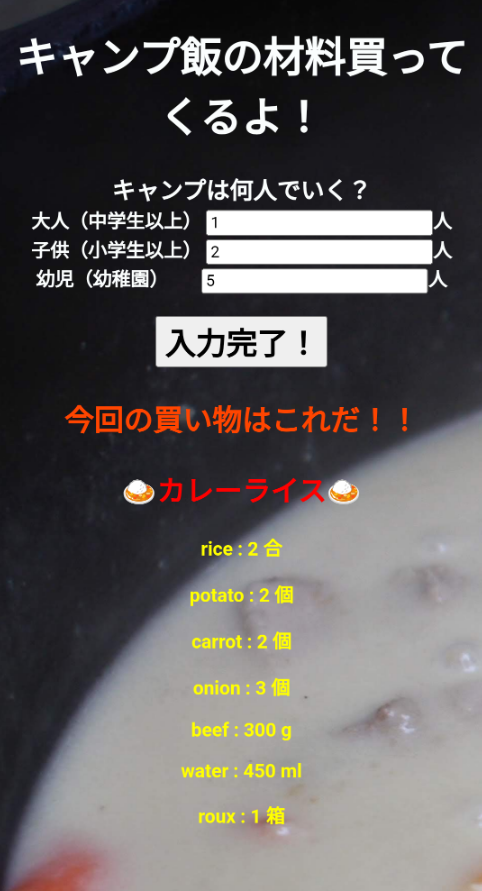 キャンプ飯の材料買って
くるよ！
キャンプは何人でいく？
大人（中学生以上） 1 人
子供（小学生以上） 2 人
幼児（幼稚園） 5 人
入力完了！
今回の買い物はこれだ！！
🍛カレーライス🍛
rice : 2 合
potato : 2 個
carrot : 2 個
onion : 3 個
beef : 300 g
water : 450 ml
roux : 1 箱